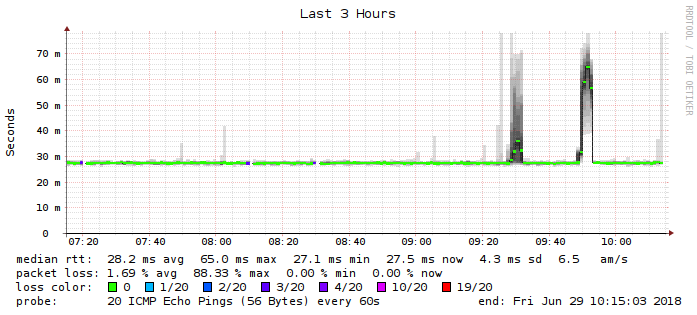 Last 3 Hours
RRDTOOL / TOBI OETIKER
Seconds
70 m
60 m
50 m
40 m
30 m
20 m
10 m
0
07:20 07:40 08:00 08:20 08:40 09:00 09:20 09:40 10:00
median rtt: 28.2 ms avg 65.0 ms max 27.1 ms min 27.5 ms now 4.3 ms sd 6.5 am/s
packet loss: 1.69 % avg 88.33 % max 0.00 % min 0.00 % now
loss color: 0 1/20 2/20 3/20 4/20 10/20 19/20
probe: 20 ICMP Echo Pings (56 Bytes) every 60s end: Fri Jun 29 10:15:03 2018